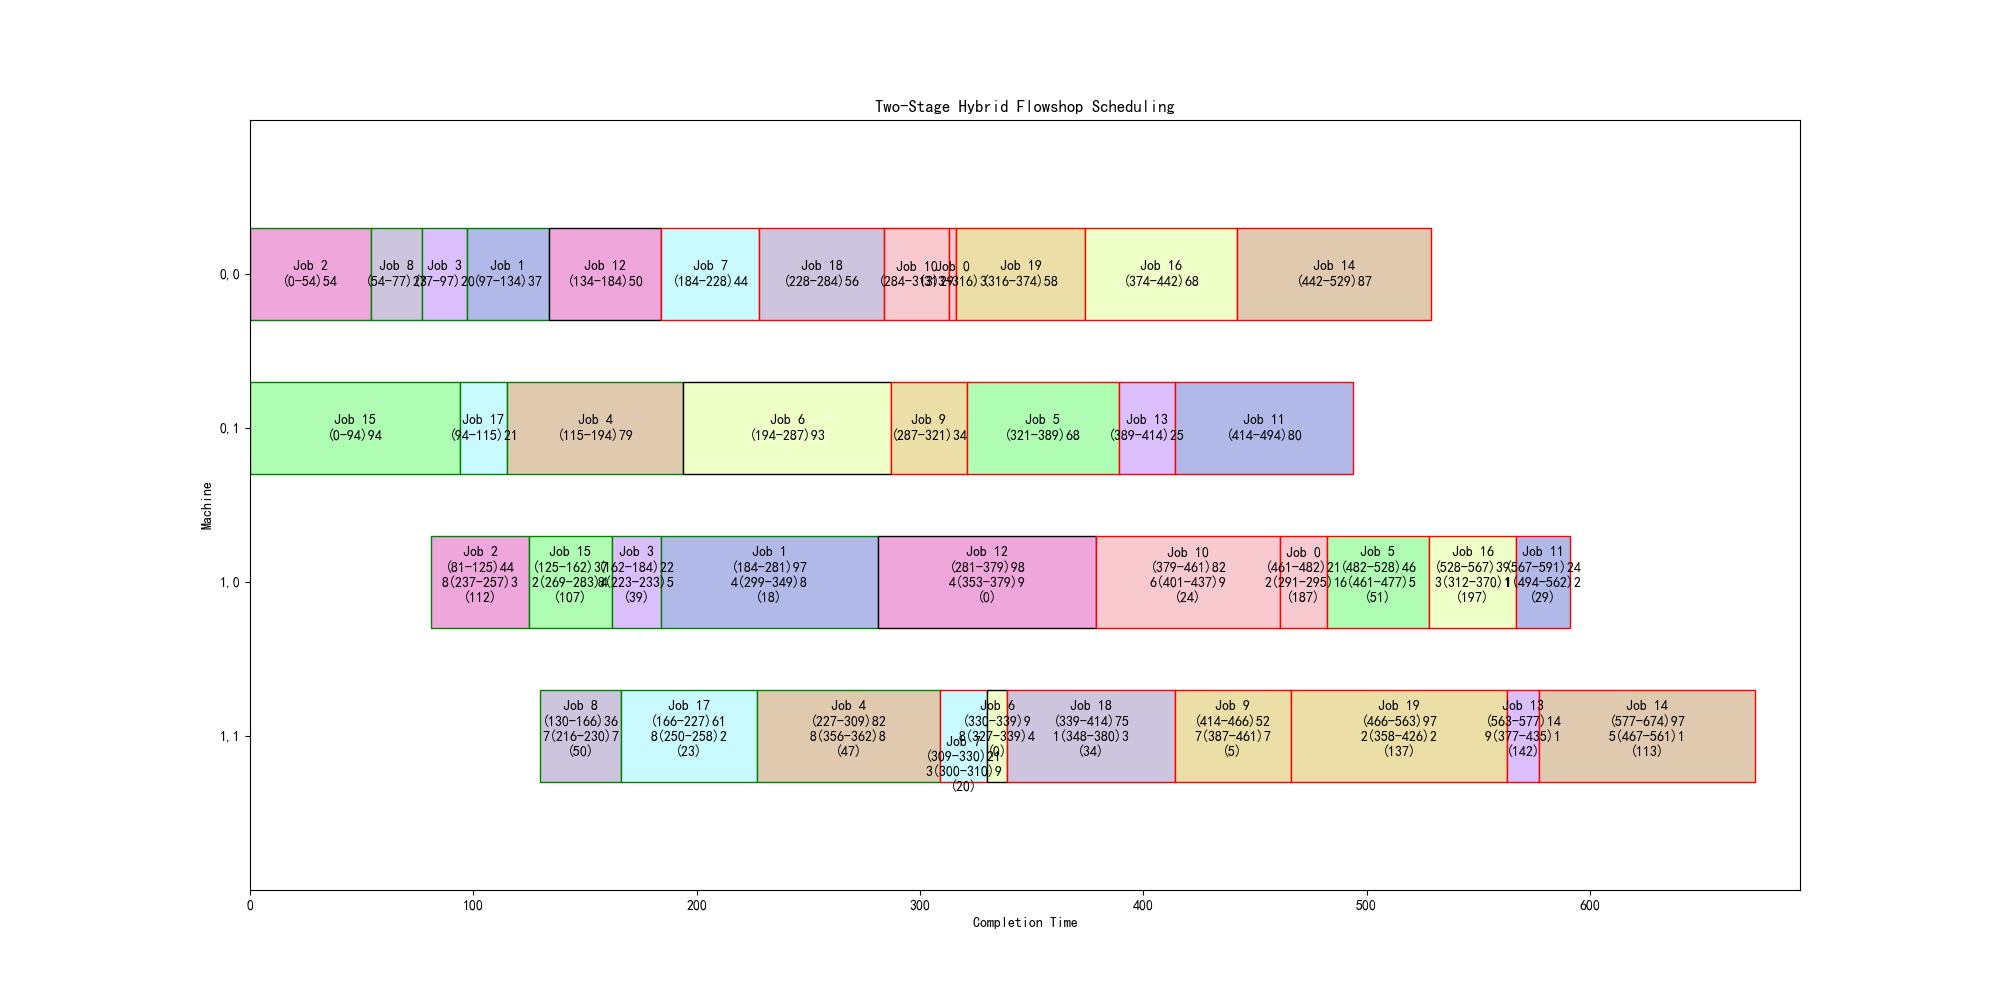 Two-Stage Hybrid Flowshop Scheduling
Machine
0,0
Job 2
(0-54)54
Job 8
(54-77)23
Job 3
(77-97)20
Job 1
(97-134)37
Job 12
(134-184)50
Job 7
(184-228)44
Job 18
(228-284)56
Job 10
(284-313)29
Job 0
(313-316)3
Job 19
(316-374)58
Job 16
(374-442)68
Job 14
(442-529)87
0,1
Job 15
(0-94)94
Job 17
(94-115)21
Job 4
(115-194)79
Job 6
(194-287)93
Job 9
(287-321)34
Job 5
(321-389)68
Job 13
(389-414)25
Job 11
(414-494)80
1,0
Job 2
(81-125)44
8(237-257)3
(112)
Job 15
(125-162)37
2(269-283)8
(107)
Job 3
(162-184)22
4(223-233)5
(39)
Job 1
(184-281)97
4(299-349)8
(18)
Job 12
(281-379)98
4(353-379)9
(0)
Job 10
(379-461)82
6(401-437)9
(24)
Job 0
(461-482)21
2(291-295)1
(187)
Job 5
(482-528)46
6(461-477)5
(51)
Job 16
(528-567)39
3(312-370)1
(197)
Job 11
(567-591)24
1(494-562)2
(29)
1,1
Job 8
(130-166)36
7(216-230)7
(50)
Job 17
(166-227)61
8(250-258)2
(23)
Job 4
(227-309)82
8(356-362)8
(47)
Job 7
(309-330)21
3(300-310)9
(20)
Job 6
(330-339)9
8(327-339)4
(0)
Job 18
(339-414)75
1(348-380)3
(34)
Job 9
(414-466)52
7(387-461)7
(5)
Job 19
(466-563)97
2(358-426)2
(137)
Job 13
(563-577)14
9(377-435)1
(142)
Job 14
(577-674)97
5(467-561)1
(113)
0
100
200
300
400
500
600
Completion Time